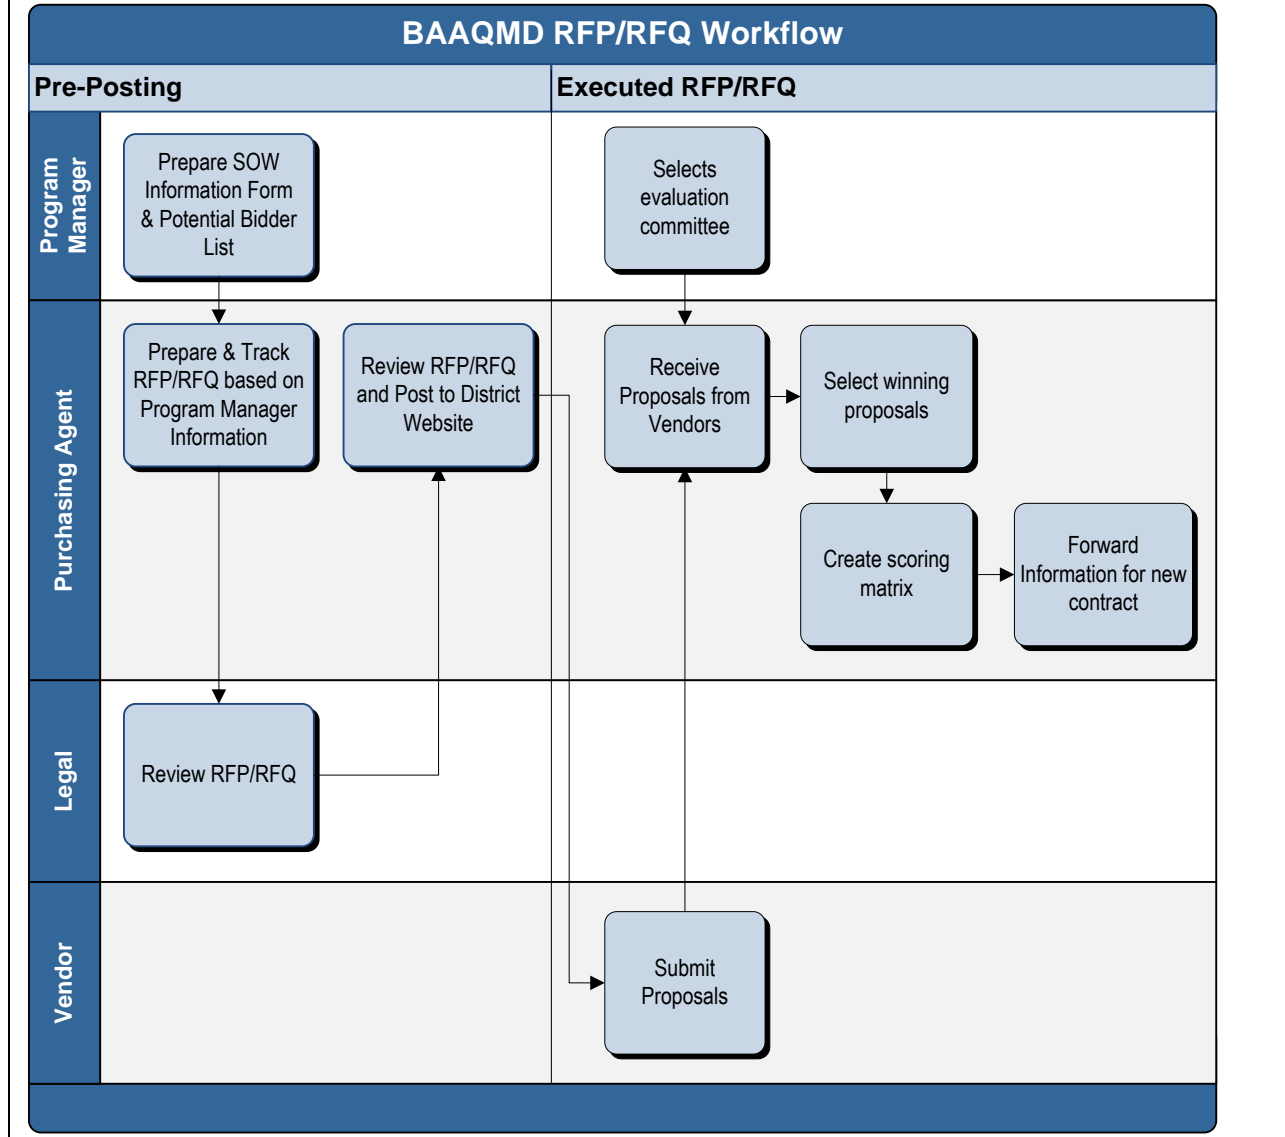 BAAQMD RFP/RFQ Workflow
Pre-Posting
Executed RFP/RFQ
Program
Manager
Prepare SOW
Information Form
& Potential Bidder
List
Selects
evaluation
committee
Purchasing Agent
Prepare & Track
RFP/RFQ based on
Program Manager
Information
Review RFP/RFQ
and Post to District
Website
Receive
Proposals from
Vendors
Select winning
proposals
Create scoring
matrix
Forward
Information for new
contract
Legal
Review RFP/RFQ
Vendor
Submit
Proposals